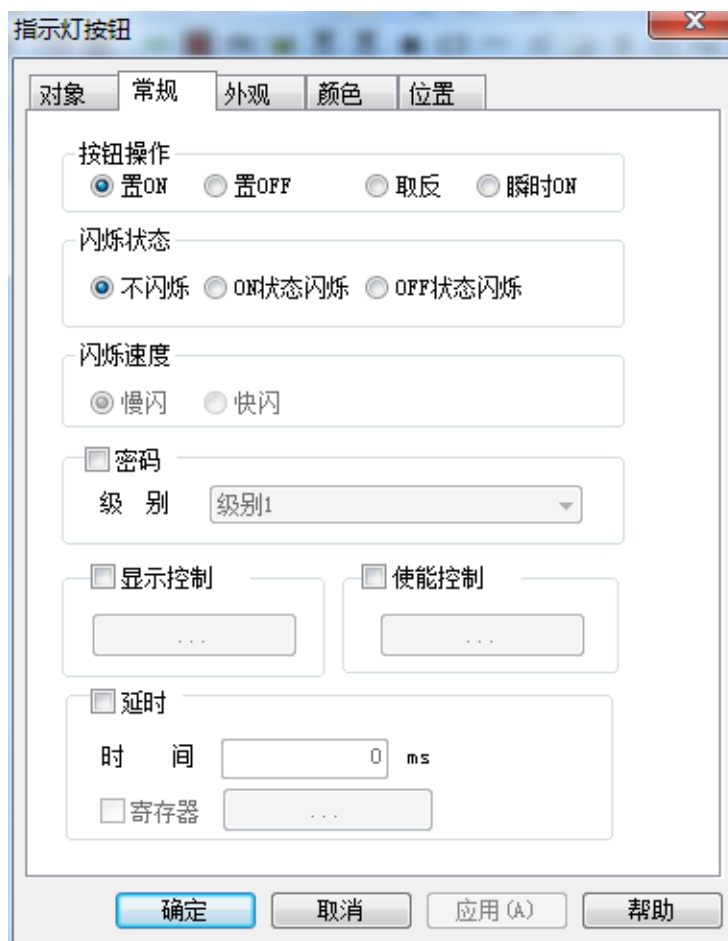 指示灯按钮
对象 常规 外观 颜色 位置
按钮操作
置ON 置OFF 取反 瞬时ON
闪烁状态
不闪烁 ON状态闪烁 OFF状态闪烁
闪烁速度
慢闪 快闪
密码
级 别 级别1
显示控制 使能控制
... ...
延时
时 间 0 ms
寄存器 ...
确定 取消 应用(A) 帮助